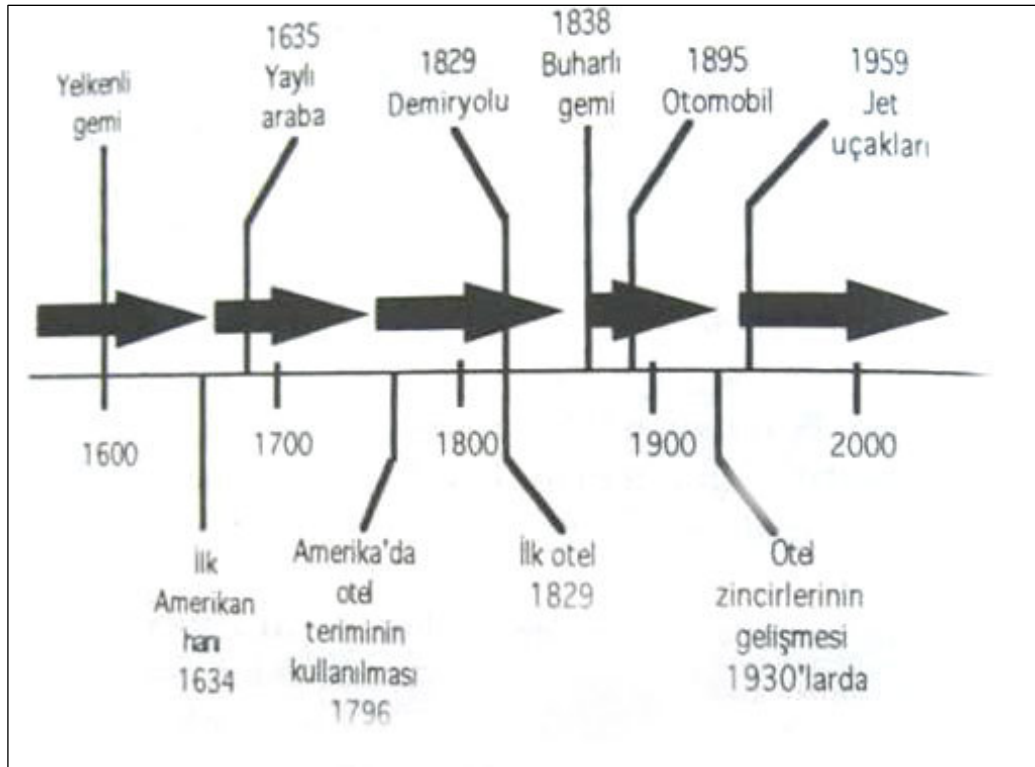 Yelkenli
gemi
1635
Yaylı
araba
1829
Demiryolu
1838
Buharlı
gemi
1895
Otomobil
1959
Jet
uçakları
1600
1700
1800
1900
2000
İlk
Amerikan
hanı
1634
Amerika'da
otel
teriminin
kullanılması
1796
İlk otel
1829
Otel
zincirlerinin
gelişmesi
1930'larda